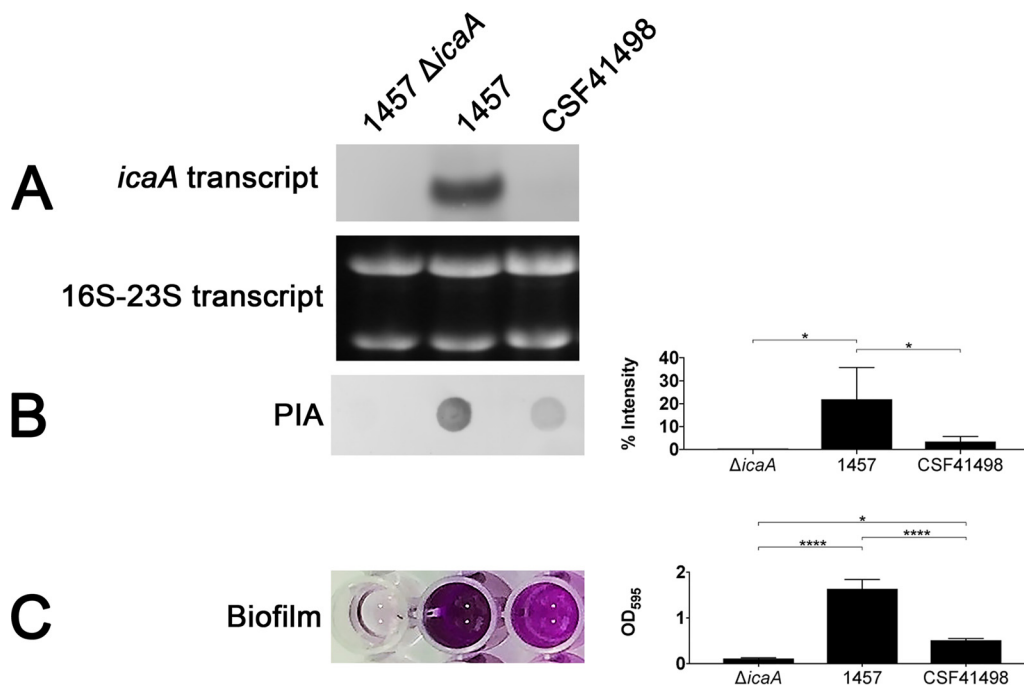 1457 ΔicaA
1457
CSF41498
A
icaA transcript
16S-23S transcript
B
PIA
% Intensity
40
30
20
10
0
*
*
ΔicaA
1457
CSF41498
C
Biofilm
OD595
2
1
0
*
****
****
ΔicaA
1457
CSF41498